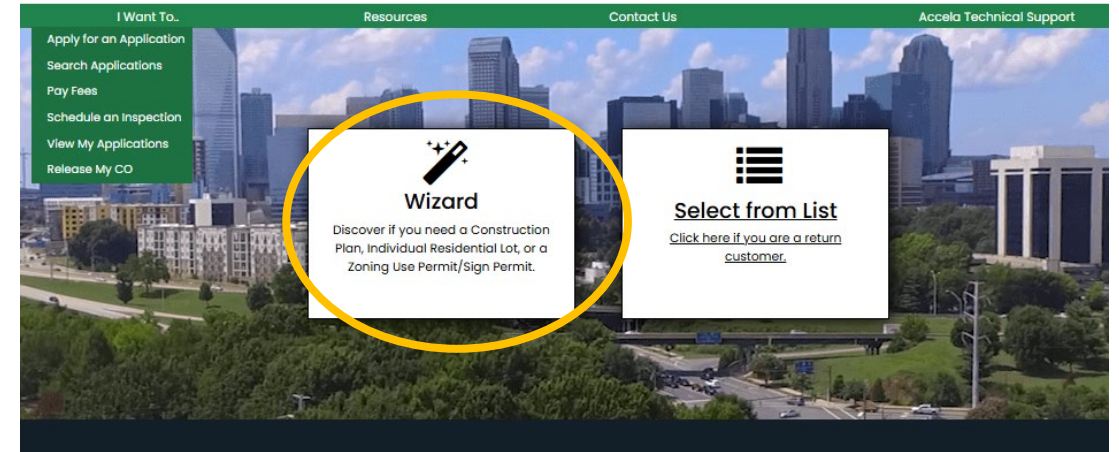 I Want To..
Resources
Contact Us
Accela Technical Support
Apply for an Application
Search Applications
Pay Fees
Schedule an Inspection
View My Applications
Release My CO
Wizard
Discover if you need a Construction
Plan, Individual Residential Lot, or a
Zoning Use Permit/Sign Permit.
Select from List
Click here if you are a return
customer.